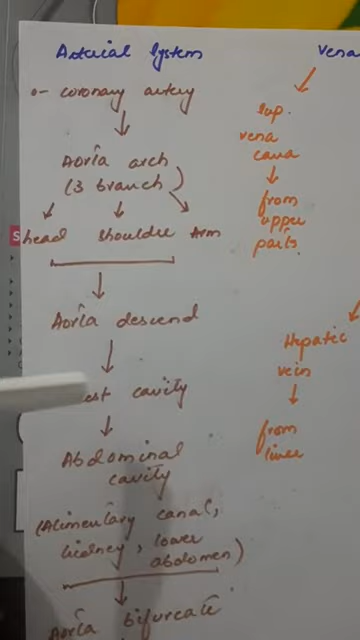 Arterial System
coronary artery
Aorta arch
(3 branch)
head shoulder Arm
Aorta descend
cavity
Abdominal
cavity
(Alimentary canal,
kidney, lower
abdomen)
Aorta bifurcate
Vena
Sup.
vena
cava
from
upper
parts.
Hepatic
vein
from
liver